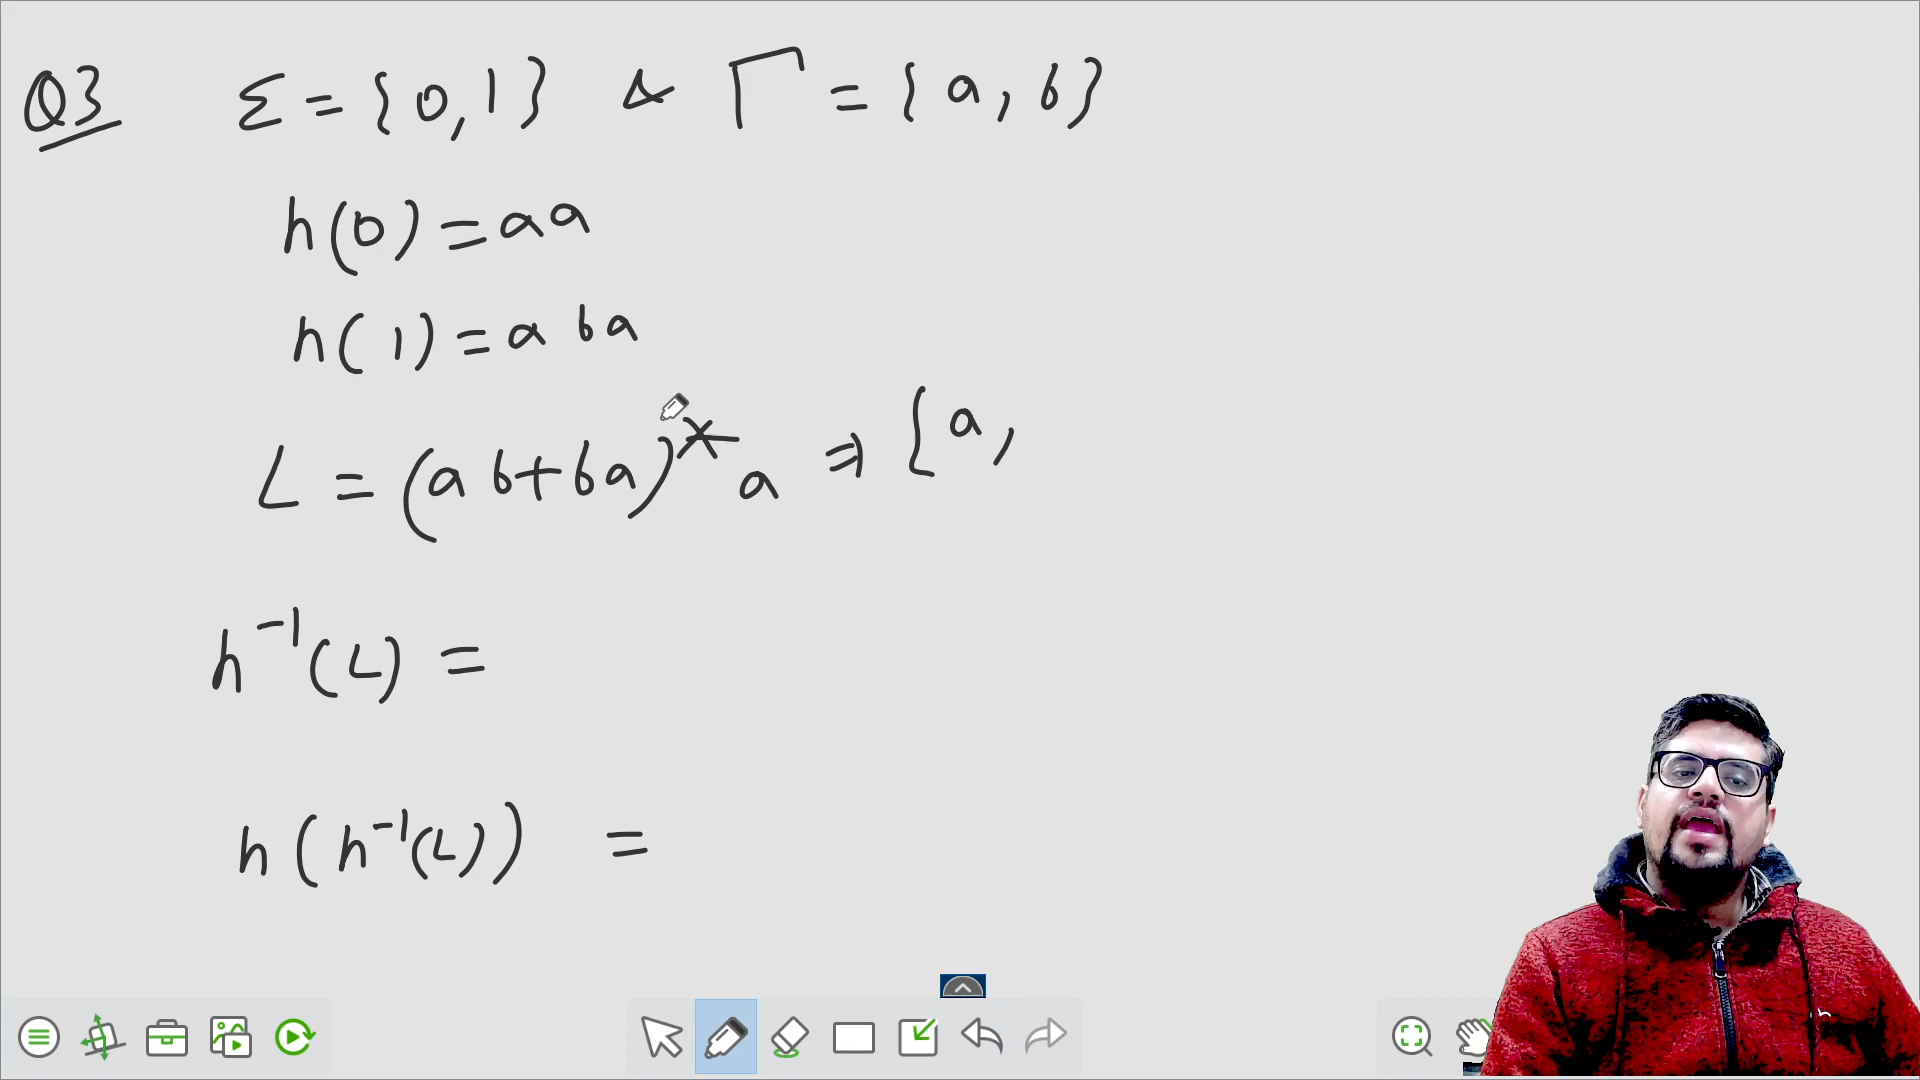 Q3 Σ = {0,1} & Γ = {a, b}
h(0) = aa
h(1) = aba
L = (ab+ba)* a ⇒ {a,
h⁻¹(L) =
h(h⁻¹(L)) =